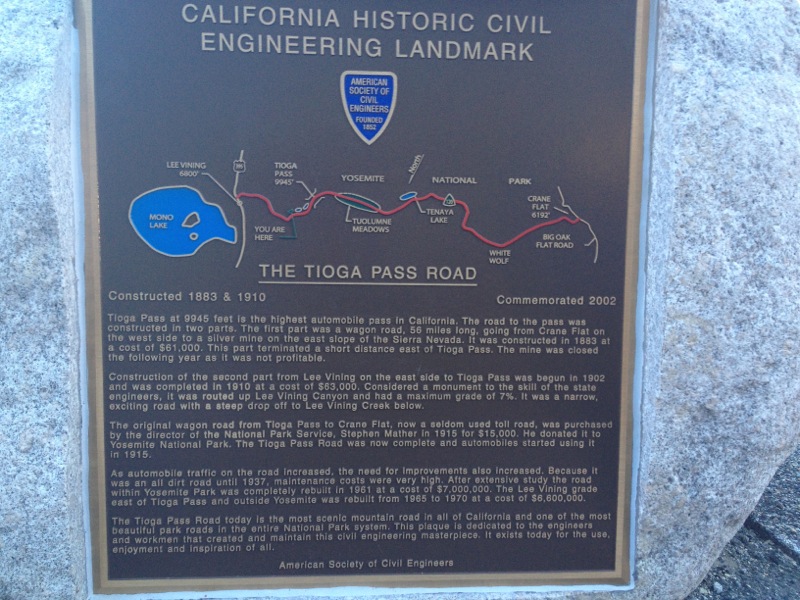 CALIFORNIA HISTORIC CIVIL
ENGINEERING LANDMARK
AMERICAN
SOCIETY OF
CIVIL
ENGINEERS
FOUNDED
1852
LEE VINING
6800'
395
TIOGA
PASS
9945'
YOSEMITE
North
NATIONAL
PARK
120
CRANE
FLAT
6192'
MONO
LAKE
YOU ARE
HERE
TUOLUMNE
MEADOWS
TENAYA
LAKE
BIG OAK
FLAT ROAD
WHITE
WOLF
THE TIOGA PASS ROAD
Constructed 1883 & 1910
Commemorated 2002
Tioga Pass at 9945 feet is the highest automobile pass in California. The road to the pass was
constructed in two parts. The first part was a wagon road, 56 miles long, going from Crane Flat on
the west side to a silver mine on the east slope of the Sierra Nevada. It was constructed in 1883 at
a cost of $61,000. This part terminated a short distance east of Tioga Pass. The mine was closed
the following year as it was not profitable.
Construction of the second part from Lee Vining on the east side to Tioga Pass was begun in 1902
and was completed in 1910 at a cost of $63,000. Considered a monument to the skill of the state
engineers, it was routed up Lee Vining Canyon and had a maximum grade of 7%. It was a narrow,
exciting road with a steep drop off to Lee Vining Creek below.
The original wagon road from Tioga Pass to Crane Flat, now a seldom used toll road, was purchased
by the director of the National Park Service, Stephen Mather in 1915 for $15,000. He donated it to
Yosemite National Park. The Tioga Pass Road was now complete and automobiles started using it
in 1915.
As automobile traffic on the road increased, the need for improvements also increased. Because it
was an all dirt road until 1937, maintenance costs were very high. After extensive study the road
within Yosemite Park was completely rebuilt in 1961 at a cost of $7,000,000. The Lee Vining grade
east of Tioga Pass and outside Yosemite was rebuilt from 1965 to 1970 at a cost of $6,600,000.
The Tioga Pass Road today is the most scenic mountain road in all of California and one of the most
beautiful park roads in the entire National Park system. This plaque is dedicated to the engineers
and workmen that created and maintain this civil engineering masterpiece. It exists today for the use,
enjoyment and inspiration of all.
American Society of Civil Engineers